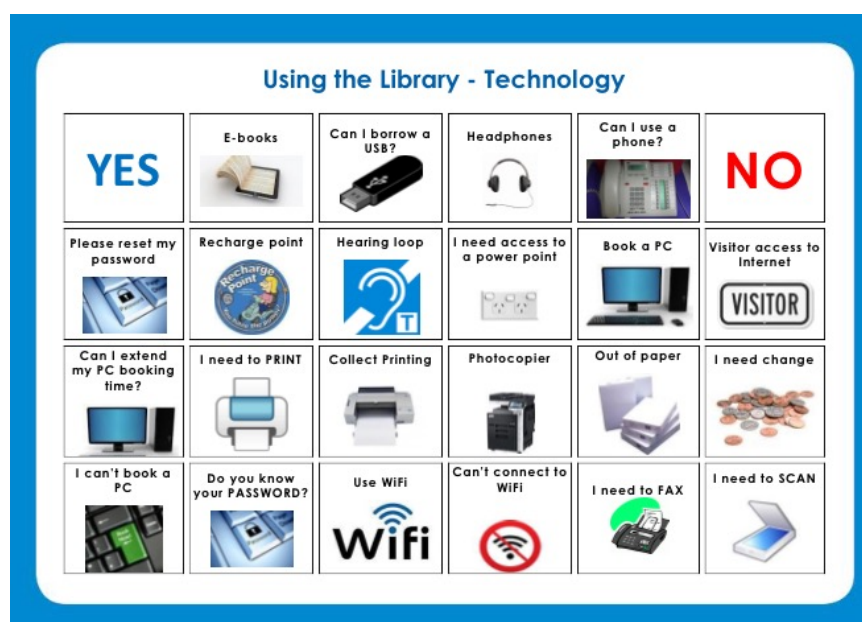 Using the Library - Technology
YES
E-books
Can I borrow a
USB?
Headphones
Can I use a
phone?
NO
Please reset my
password
Recharge point
Recharge
Point
Hearing loop
T
I need access to
a power point
Book a PC
Visitor access to
Internet
VISITOR
Can I extend
my PC booking
time?
I need to PRINT
Collect Printing
Photocopier
Out of paper
I need change
I can't book a
PC
Do you know
your PASSWORD?
Use WiFi
Wifi
Can't connect to
WiFi
I need to FAX
I need to SCAN